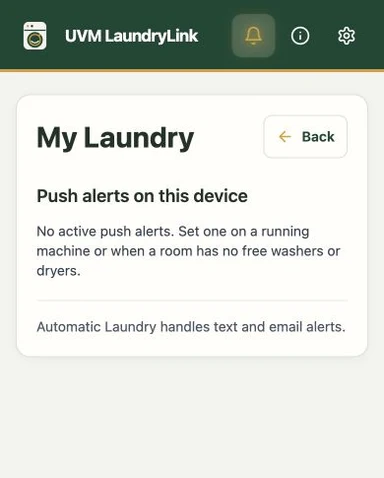 UVM LaundryLink
My Laundry
Back
Push alerts on this device
No active push alerts. Set one on a running
machine or when a room has no free washers or
dryers.
Automatic Laundry handles text and email alerts.